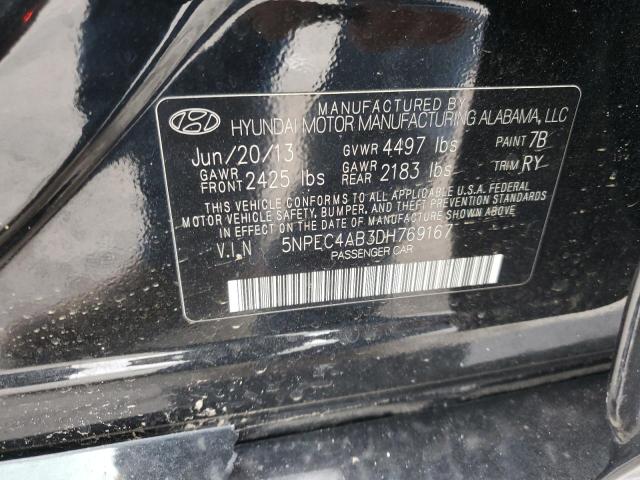 MANUFACTURED BY
HYUNDAI MOTOR MANUFACTURING ALABAMA, LLC
Jun/20/13 GVWR 4497 lbs PAINT 7B
GAWR FRONT 2425 lbs GAWR REAR 2183 lbs TRIM RY
THIS VEHICLE CONFORMS TO ALL APPLICABLE U.S.A. FEDERAL
MOTOR VEHICLE SAFETY, BUMPER, AND THEFT PREVENTION
STANDARDS IN EFFECT ON THE DATE OF MANUFACTURE SHOWN ABOVE.
V.I.N 5NPEC4AB3DH769167
PASSENGER CAR